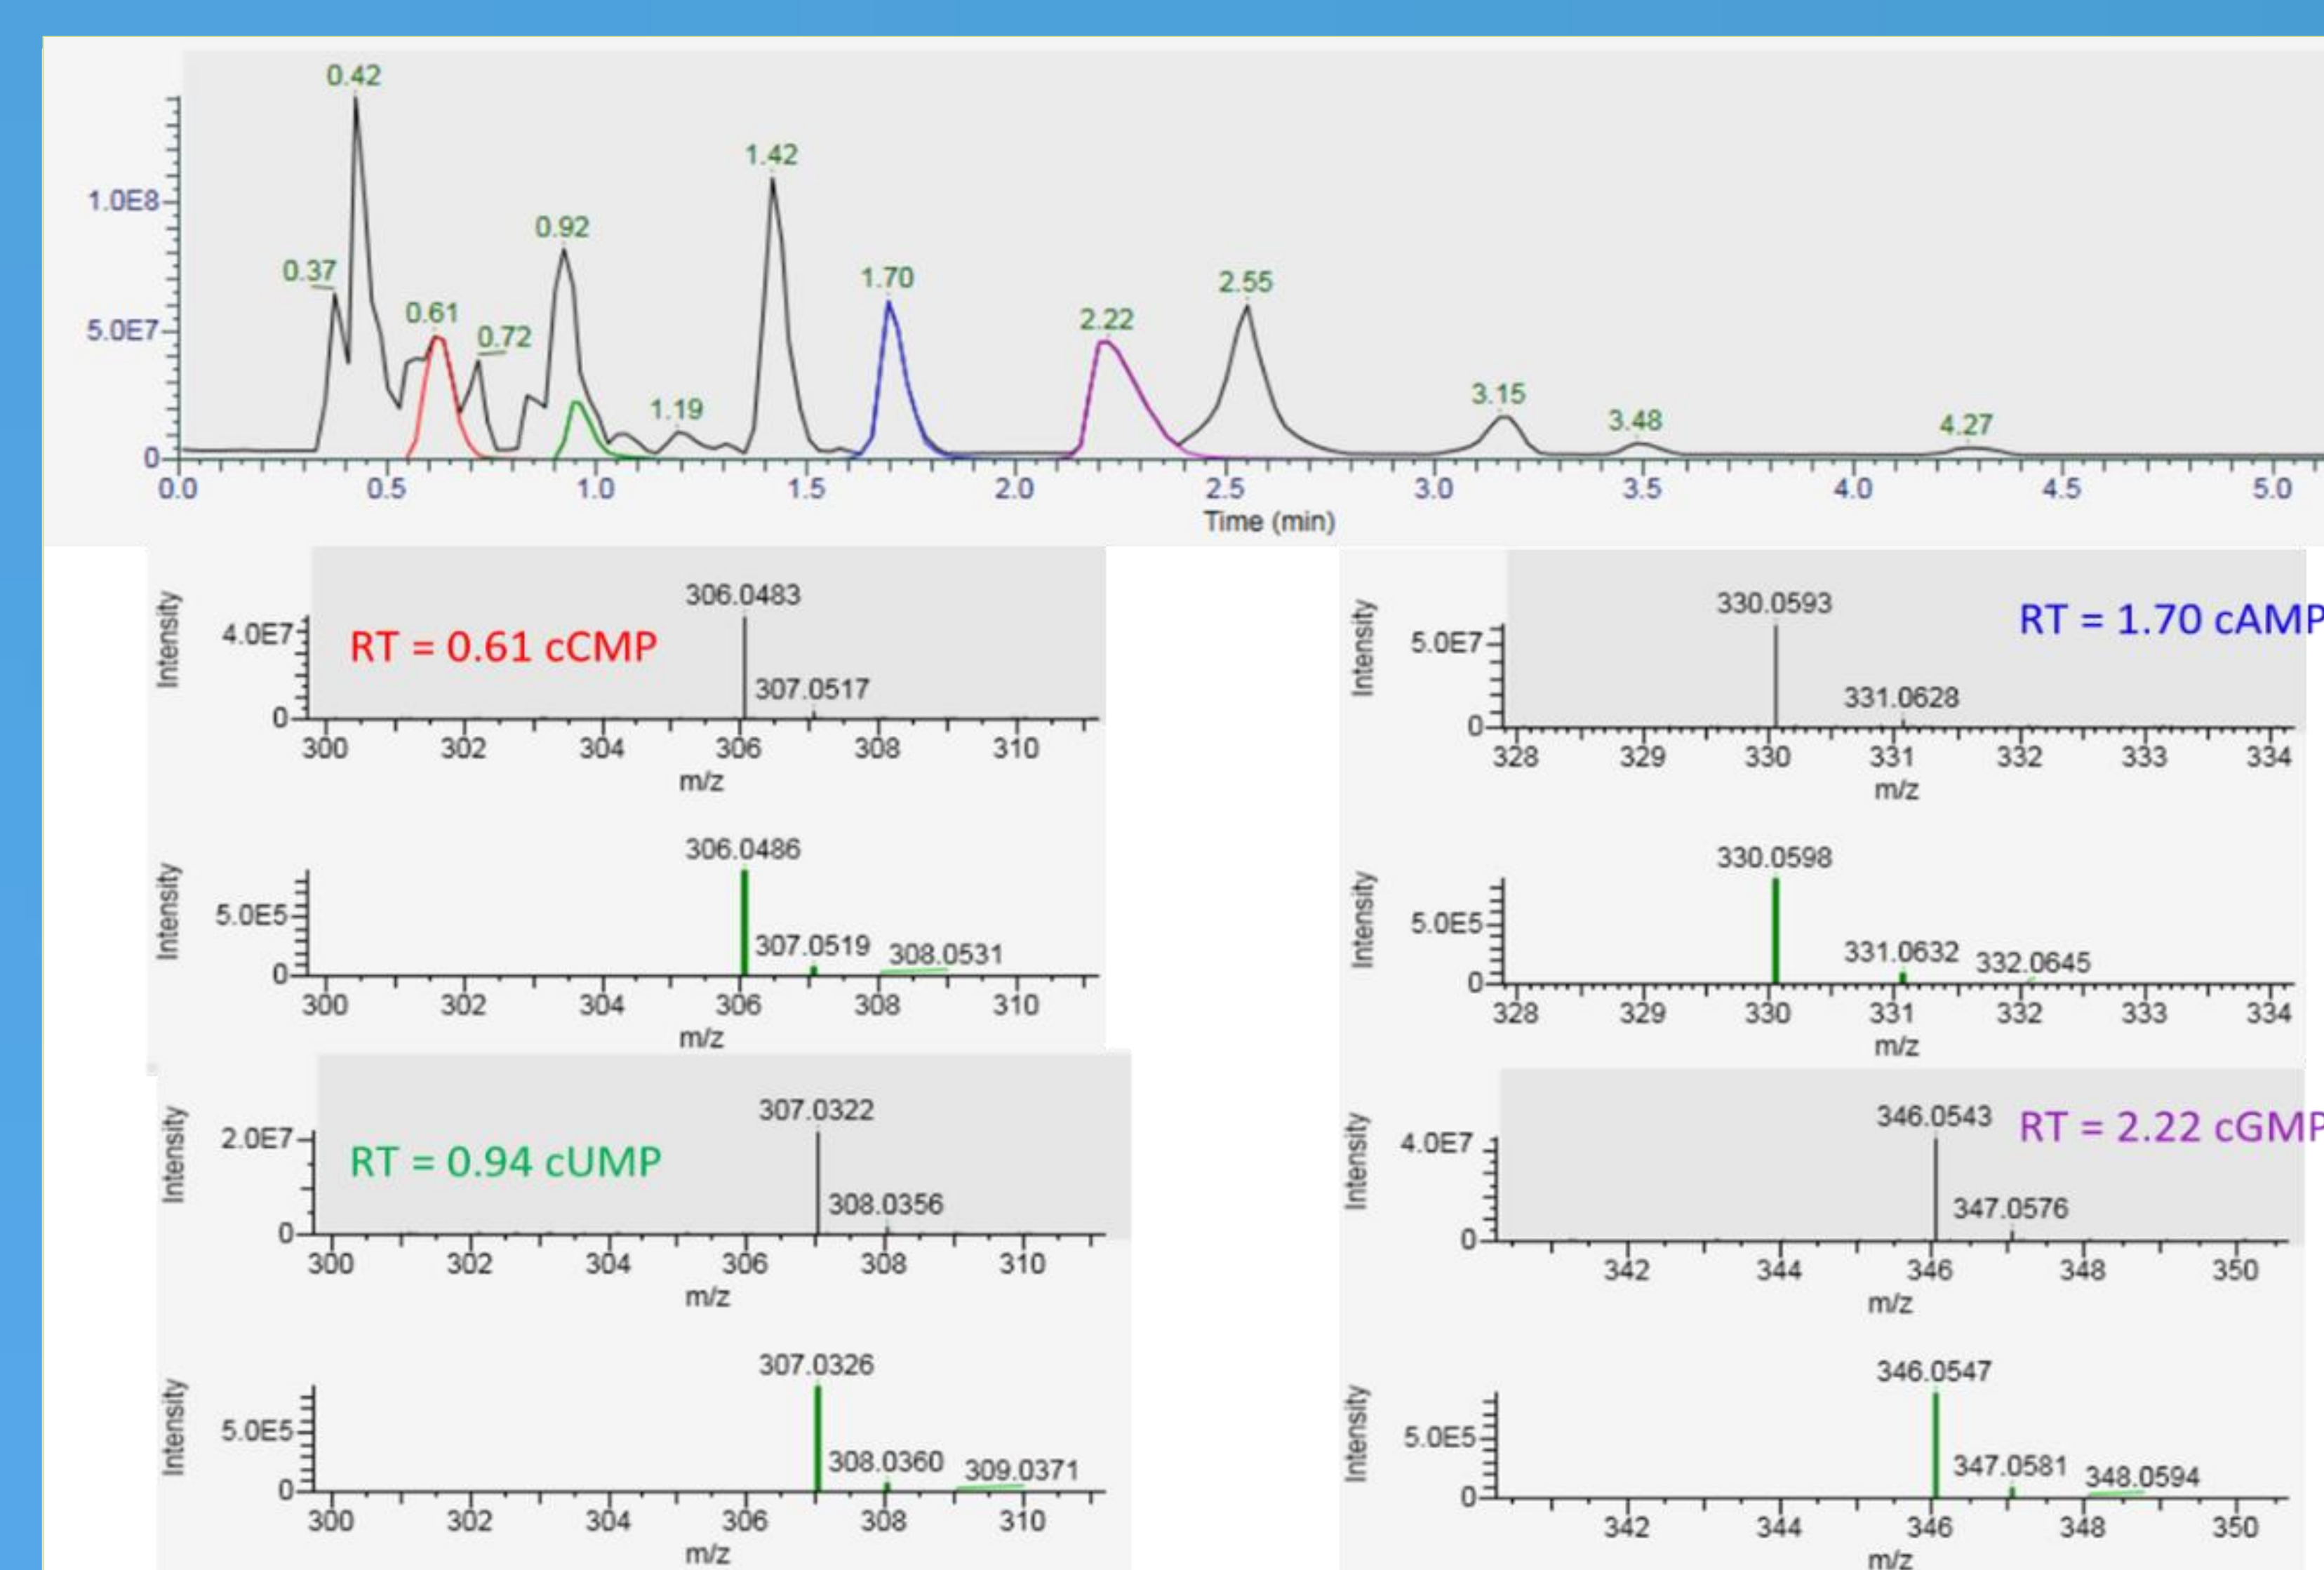 0.42
1.42
0.92
0.37
1.70
2.55
0.61
2.22
0.72
3.15
1.19
3.48
4.27
1.0E8
5.0E7
0
0.0 0.5 1.0 1.5 2.0 2.5 3.0 3.5 4.0 4.5 5.0
Time (min)
Intensity
306.0483
4.0E7
RT = 0.61 cCMP
307.0517
0
300 302 304 306 308 310
m/z
Intensity
306.0486
5.0E5
307.0519 308.0531
0
300 302 304 306 308 310
m/z
Intensity
307.0322
2.0E7
RT = 0.94 cUMP
308.0356
0
300 302 304 306 308 310
m/z
Intensity
307.0326
5.0E5
308.0360 309.0371
0
300 302 304 306 308 310
m/z
Intensity
330.0593
RT = 1.70 cAMP
5.0E7
331.0628
0
328 329 330 331 332 333 334
m/z
Intensity
330.0598
5.0E5
331.0632 332.0645
0
328 329 330 331 332 333 334
m/z
Intensity
346.0543
RT = 2.22 cGMP
4.0E7
347.0576
0
342 344 346 348 350
m/z
Intensity
346.0547
5.0E5
347.0581 348.0594
0
342 344 346 348 350
m/z